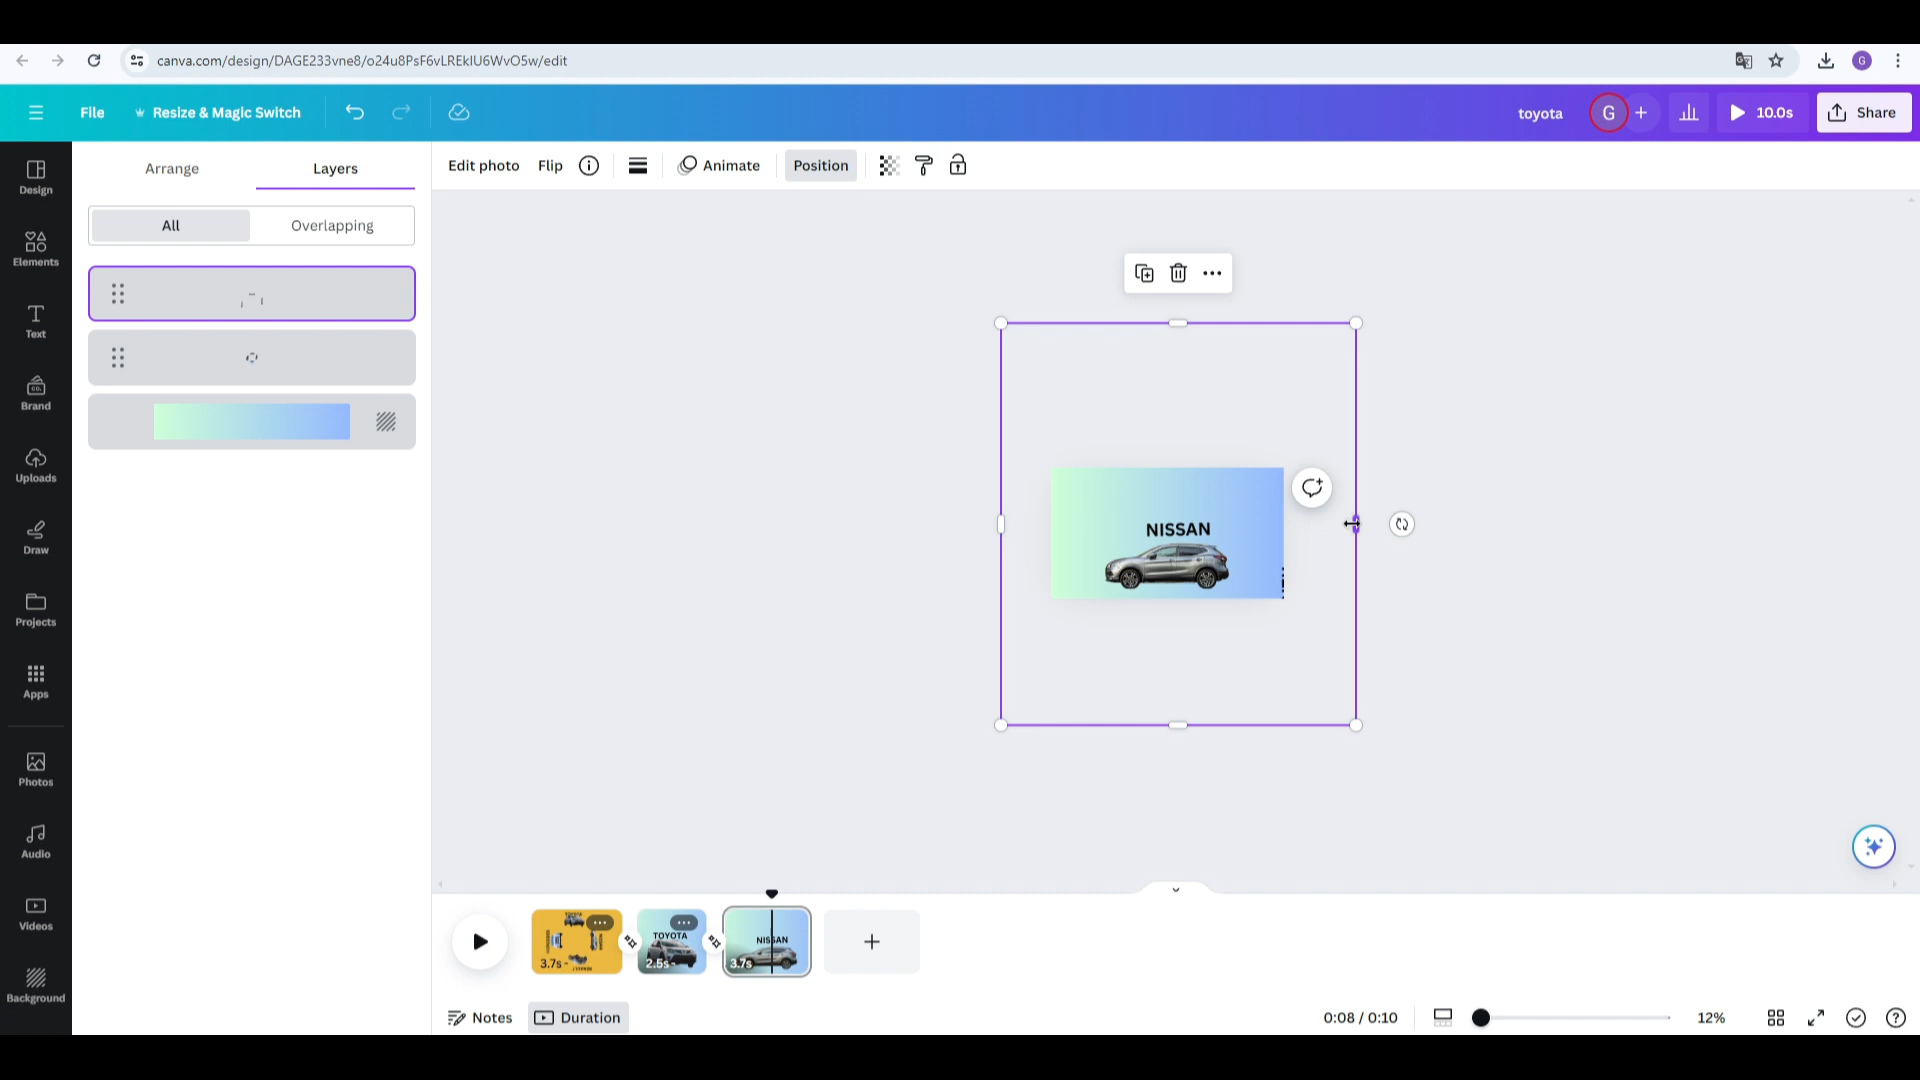 canva.com/design/DAGE233vne8/o24u8PsF6vLREkIU6WvO5w/edit
G
File
Resize & Magic Switch
toyota
G
10.0s
Share
Design
Elements
Text
Brand
Uploads
Draw
Projects
Apps
Photos
Audio
Videos
Background
Arrange
Layers
All
Overlapping
Edit photo
Flip
Animate
Position
NISSAN
3.7s
TOYOTA
2.5s
NISSAN
3.7s
Notes
Duration
0:08 / 0:10
12%